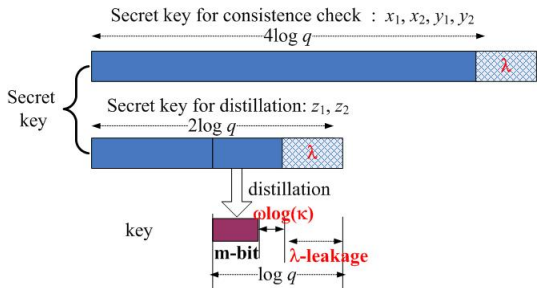 Secret key for consistence check : x₁, x₂, y₁, y₂
4log q
λ
Secret
key
Secret key for distillation: z₁, z₂
2log q
λ
distillation
ωlog(κ)
key
m-bit
λ-leakage
log q